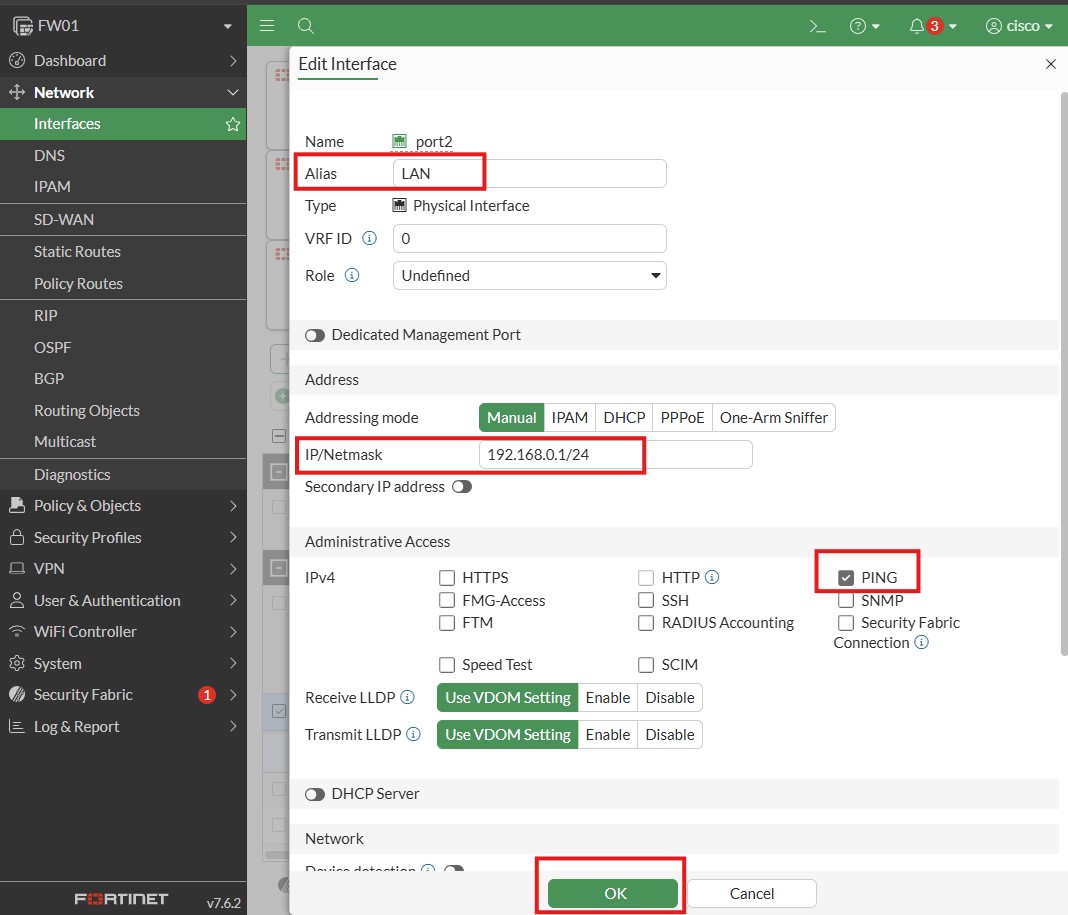 FW01
Dashboard
Network
Interfaces
DNS
IPAM
SD-WAN
Static Routes
Policy Routes
RIP
OSPF
BGP
Routing Objects
Multicast
Diagnostics
Policy & Objects
Security Profiles
VPN
User & Authentication
WiFi Controller
System
Security Fabric 1
Log & Report
FORTINET v7.6.2
3 cisco
Edit Interface
Name port2
Alias LAN
Type Physical Interface
VRF ID 0
Role Undefined
Dedicated Management Port
Address
Addressing mode Manual IPAM DHCP PPPoE One-Arm Sniffer
IP/Netmask 192.168.0.1/24
Secondary IP address
Administrative Access
IPv4 HTTPS HTTP PING
FMG-Access SSH SNMP
FTM RADIUS Accounting Security Fabric
Connection
Speed Test SCIM
Receive LLDP Use VDOM Setting Enable Disable
Transmit LLDP Use VDOM Setting Enable Disable
DHCP Server
Network
Device detection
OK Cancel